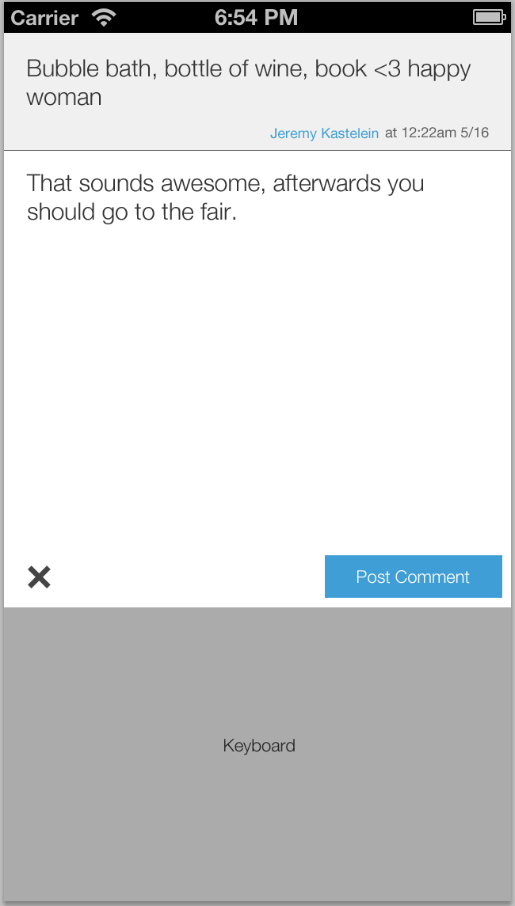 Carrier 6:54 PM
Bubble bath, bottle of wine, book <3 happy
woman
Jeremy Kastelein at 12:22am 5/16
That sounds awesome, afterwards you
should go to the fair.
Post Comment
Keyboard